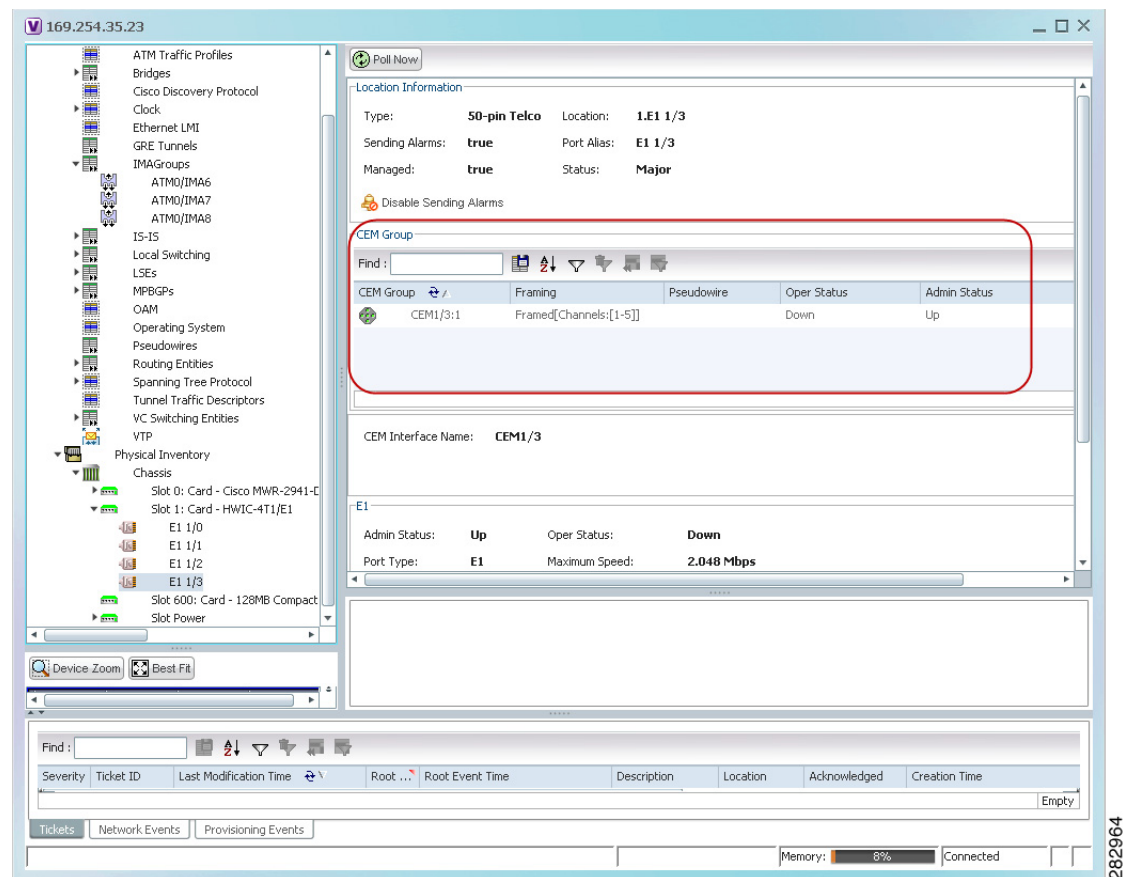 169.254.35.23
ATM Traffic Profiles
Bridges
Cisco Discovery Protocol
Clock
Ethernet LMI
GRE Tunnels
IMAGroups
ATM0/IMA6
ATM0/IMA7
ATM0/IMA8
IS-IS
Local Switching
LSEs
MPBGPs
OAM
Operating System
Pseudowires
Routing Entities
Spanning Tree Protocol
Tunnel Traffic Descriptors
VC Switching Entities
VTP
Physical Inventory
Chassis
Slot 0: Card - Cisco MWR-2941-D
Slot 1: Card - HWIC-4T1/E1
E1 1/0
E1 1/1
E1 1/2
E1 1/3
Slot 600: Card - 128MB Compact
Slot Power
Device Zoom Best Fit
Poll Now
Location Information
Type: 50-pin Telco Location: 1.E1 1/3
Sending Alarms: true Port Alias: E1 1/3
Managed: true Status: Major
Disable Sending Alarms
CEM Group
Find :
CEM Group Framing Pseudowire Oper Status Admin Status
CEM1/3:1 Framed[Channels:[1-5]] Down Up
CEM Interface Name: CEM1/3
E1
Admin Status: Up Oper Status: Down
Port Type: E1 Maximum Speed: 2.048 Mbps
Find :
Severity Ticket ID Last Modification Time Root ... Root Event Time Description Location Acknowledged Creation Time
Empty
Tickets Network Events Provisioning Events
Memory: 8% Connected
282964